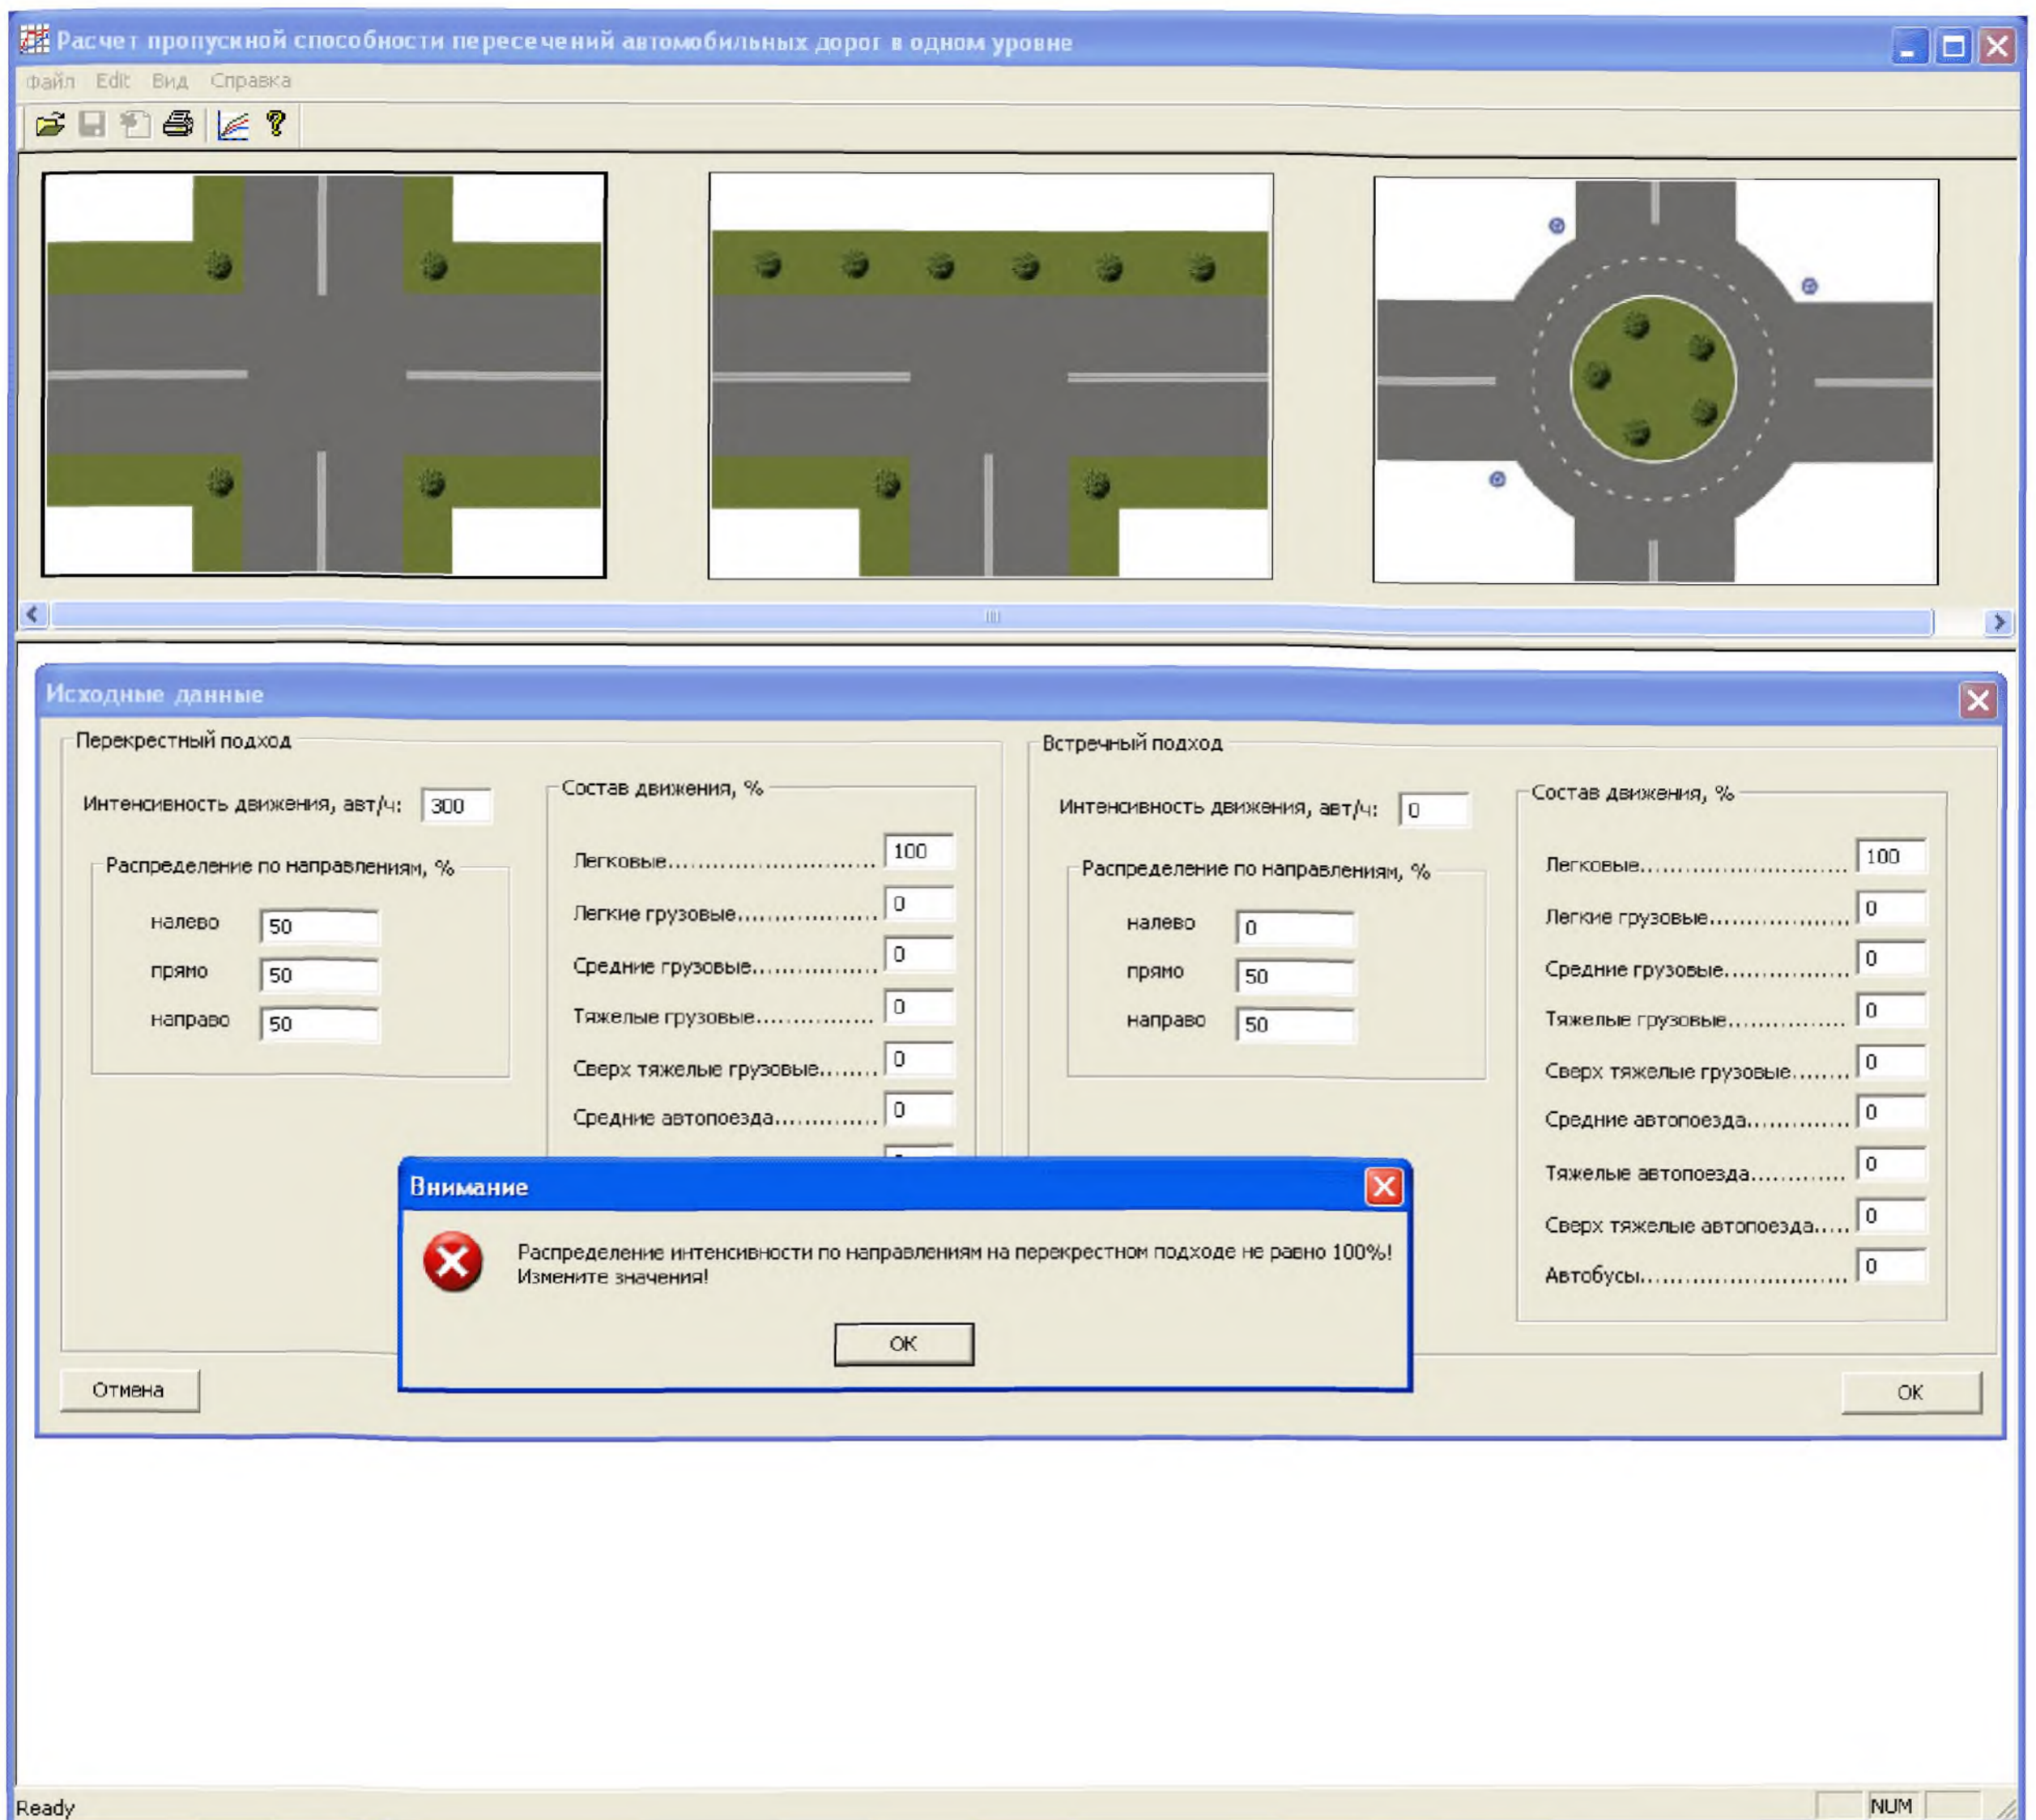 Расчет пропускной способности пересечений автомобильных дорог в одном уровне
Файл Edit Вид Справка
Исходные данные
Перекрестный подход
Интенсивность движения, авт/ч: 300
Распределение по направлениям, %
налево 50
прямо 50
направо 50
Состав движения, %
Легковые 100
Легкие грузовые 0
Средние грузовые 0
Тяжелые грузовые 0
Сверх тяжелые грузовые 0
Средние автопоезда 0
Встречный подход
Интенсивность движения, авт/ч: 0
Распределение по направлениям, %
налево 0
прямо 50
направо 50
Состав движения, %
Легковые 100
Легкие грузовые 0
Средние грузовые 0
Тяжелые грузовые 0
Сверх тяжелые грузовые 0
Средние автопоезда 0
Тяжелые автопоезда 0
Сверх тяжелые автопоезда 0
Автобусы 0
Внимание
Распределение интенсивности по направлениям на перекрестном подходе не равно 100%!
Измените значения!
OK
Отмена
OK
Ready
NUM